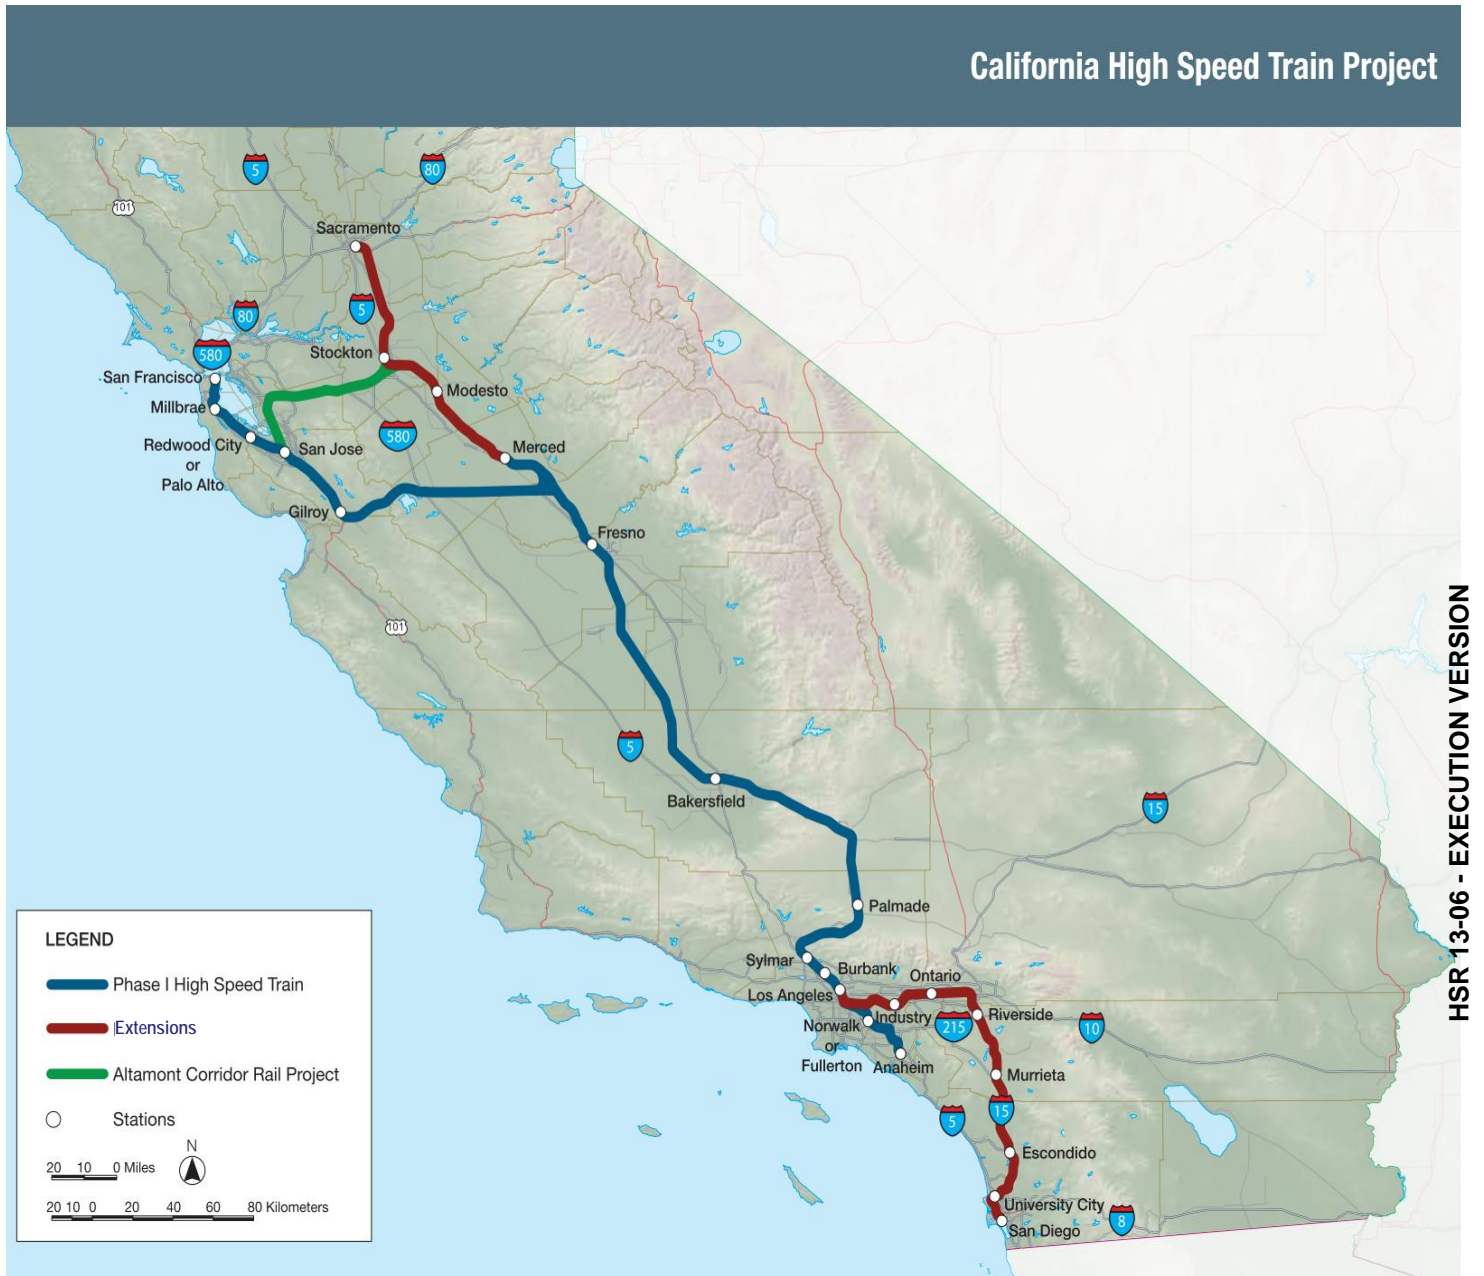 California High Speed Train Project
5
80
101
Sacramento
80
5
580
Stockton
San Francisco
Modesto
Millbrae
580
Redwood City
or
Palo Alto
San Jose
Merced
Gilroy
Fresno
101
5
Bakersfield
15
Palmade
Sylmar
Burbank
Ontario
Los Angeles
Industry
Riverside
Norwalk
or
Fullerton
215
10
Anaheim
Murrieta
5
15
Escondido
University City
San Diego
8
LEGEND
Phase I High Speed Train
Extensions
Altamont Corridor Rail Project
Stations
N
20 10 0 Miles
20 10 0 20 40 60 80 Kilometers
HSR 13-06 - EXECUTION VERSION